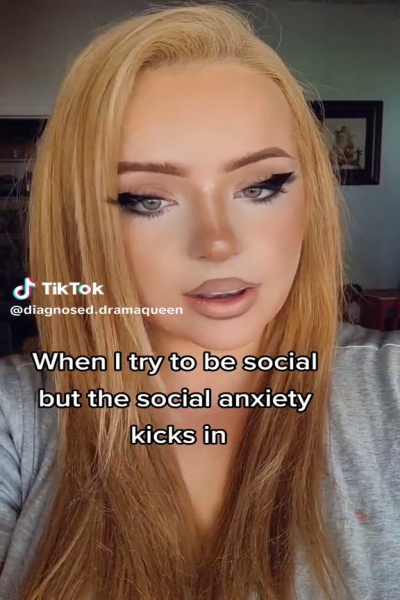 TikTok
@diagnosed.dramaqueen
When I try to be social
but the social anxiety
kicks in